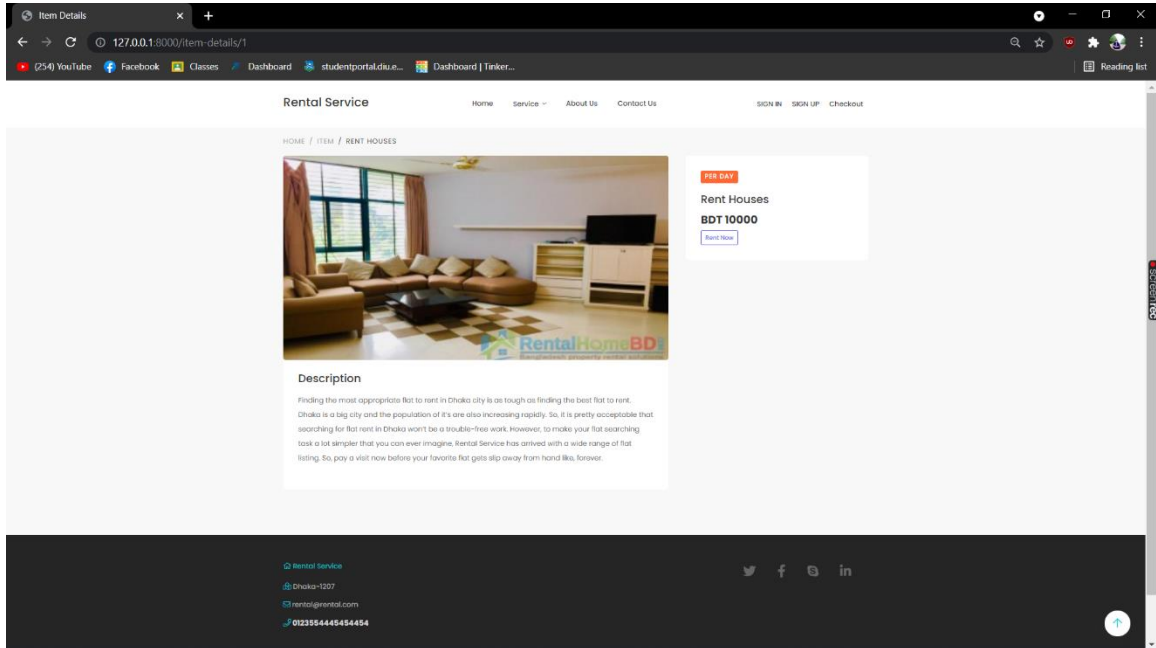 Item Details
127.0.0.1:8000/item-details/1
(254) YouTube Facebook Classes Dashboard studentportal.diu.e... Dashboard | Tinker... Reading list
Rental Service Home Service About Us Contact Us SIGN IN SIGN UP Checkout
HOME / ITEM / RENT HOUSES
PER DAY
Rent Houses
BDT 10000
Rent Now
RentalHomeBD
Bangladesh property rental solutions
Description
Finding the most appropriate flat to rent in Dhaka city is as tough as finding the best flat to rent.
Dhaka is a big city and the population of it's are also increasing rapidly. So, it is pretty acceptable that
searching for flat rent in Dhaka won't be a trouble-free work. However, to make your flat searching
task a lot simpler that you can ever imagine, Rental Service has arrived with a wide range of flat
listing. So, pay a visit now before your favorite flat gets slip away from hand like, forever.
Rental Service
Dhaka-1207
rental@rental.com
0123554445454454
screenrec